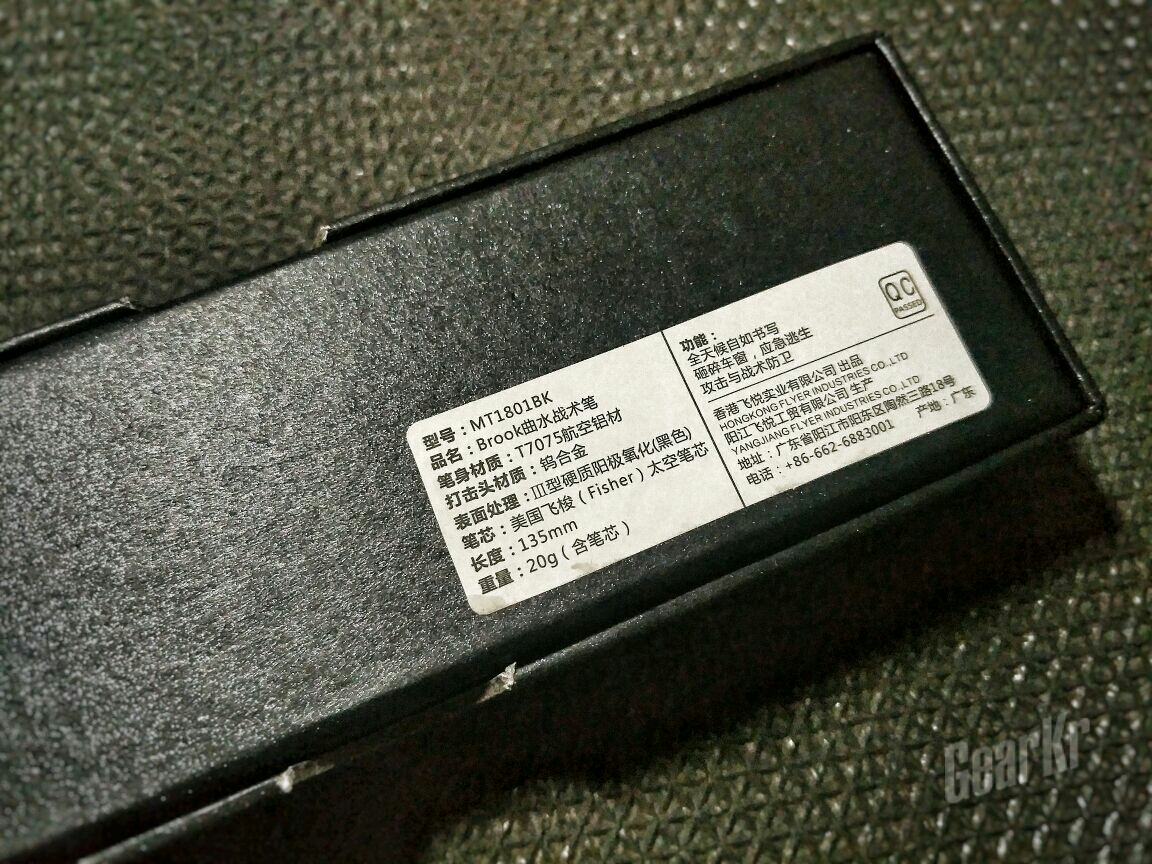 型号：MT1801BK
品名：Brook曲水战术笔
笔身材质：T7075航空铝材
打击头材质：钨合金
表面处理：III型硬质阳极氧化(黑色)
笔芯：美国飞梭（Fisher）太空笔芯
长度：135mm
重量：20g（含笔芯）
功能：
全天候自如书写
砸碎车窗，应急逃生
攻击与战术防卫
QC
PASSED
香港飞悦实业有限公司 出品
HONGKONG FLYER INDUSTRIES CO.,LTD
阳江飞悦工贸有限公司 生产
YANGJIANG FLYER INDUSTRIES CO.,LTD
地址：广东省阳江市阳东区陶然三路18号
电话：+86-662-6883001
产地：广东
GearKr